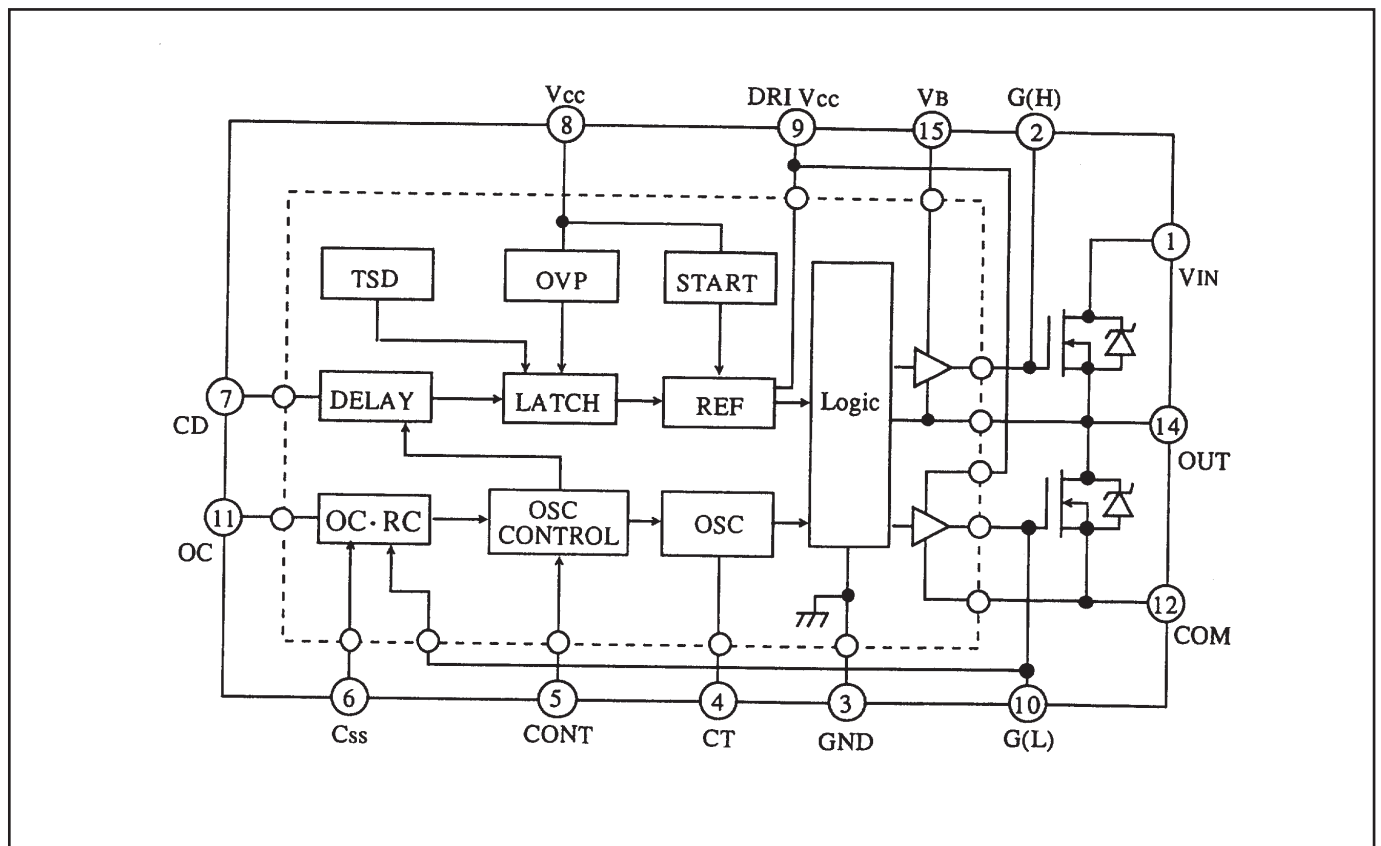 Vcc
8
DRI Vcc
9
VB
15
G(H)
2
1
VIN
TSD
OVP
START
7
CD
DELAY
LATCH
REF
Logic
14
OUT
11
OC
OC·RC
OSC
CONTROL
OSC
12
COM
6
Css
5
CONT
4
CT
3
GND
10
G(L)